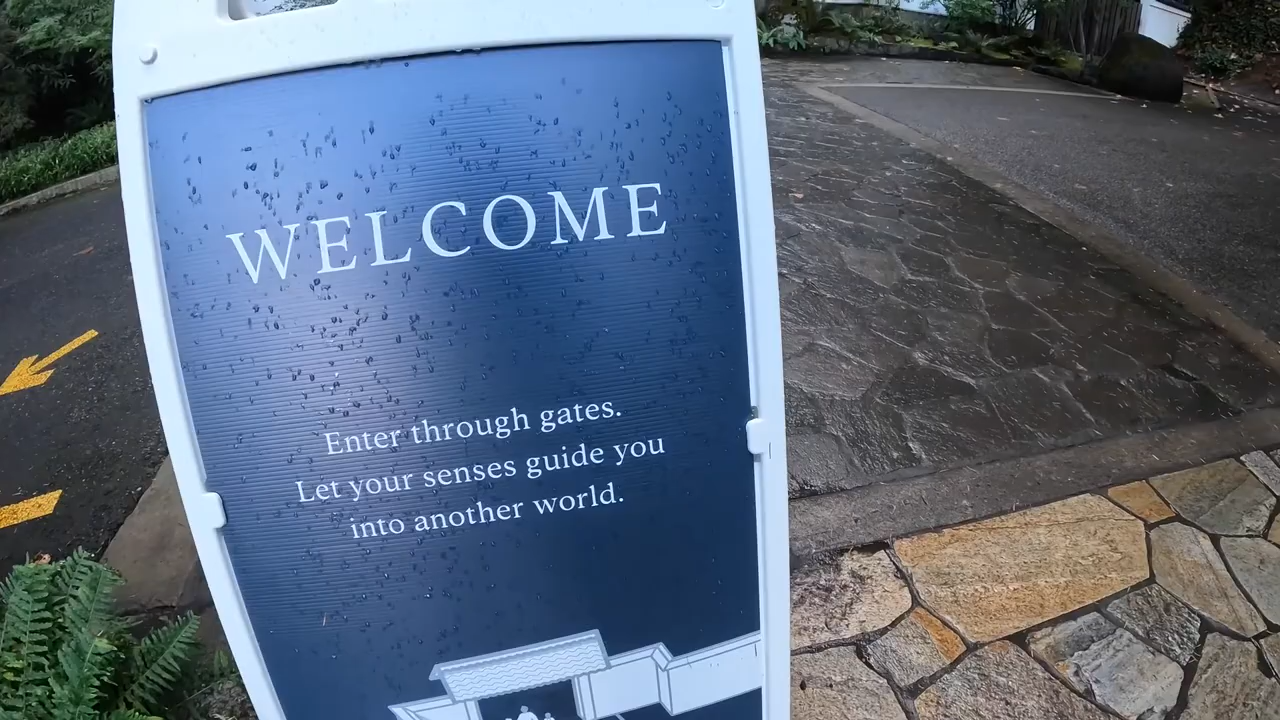 WELCOME
Enter through gates.
Let your senses guide you
into another world.